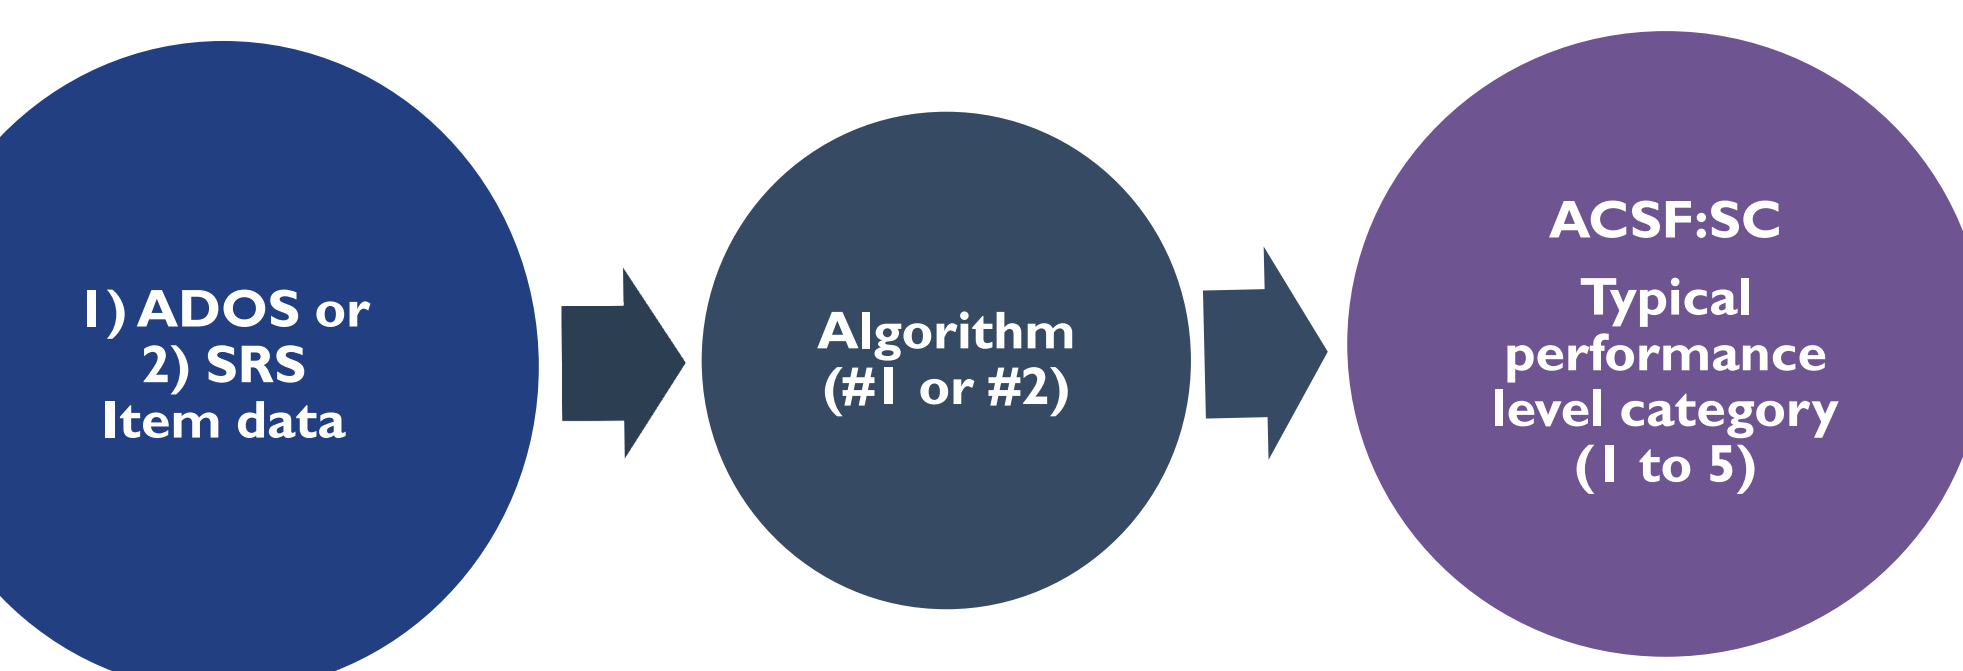 1) ADOS or
2) SRS
Item data
Algorithm
(#1 or #2)
ACSF:SC
Typical
performance
level category
(1 to 5)